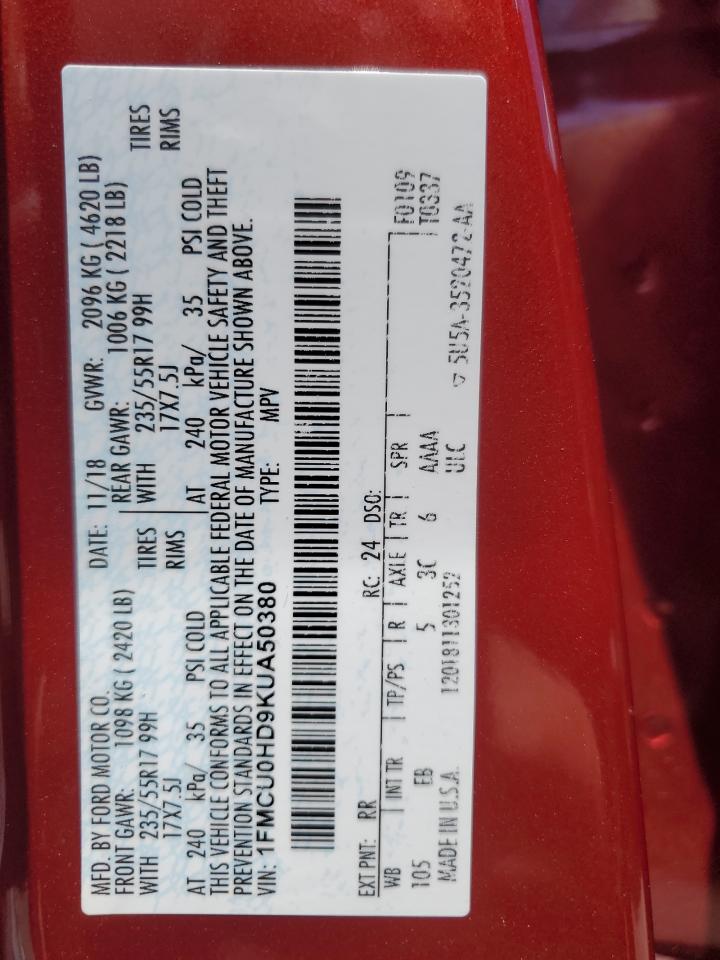 MFD. BY FORD MOTOR CO. DATE: 11/18 GVWR: 2096 KG ( 4620 LB)
FRONT GAWR: 1098 KG ( 2420 LB) REAR GAWR: 1006 KG ( 2218 LB)
WITH 235/55R17 99H TIRES WITH 235/55R17 99H TIRES
17X7.5J RIMS 17X7.5J RIMS
AT 240 kPa/ 35 PSI COLD AT 240 kPa/ 35 PSI COLD
THIS VEHICLE CONFORMS TO ALL APPLICABLE FEDERAL MOTOR VEHICLE SAFETY AND THEFT
PREVENTION STANDARDS IN EFFECT ON THE DATE OF MANUFACTURE SHOWN ABOVE.
VIN: 1FMCU0HD9KUA50380 TYPE: MPV
EXT PNT: RR RC: 24 DSO: F0109
WB INT TR TP/PS R AXLE TR SPR T0337
105 EB 5 3C 6 AAAA
MADE IN U.S.A. 1201811301252 ULC ▽ 5U5A-3520472-AA